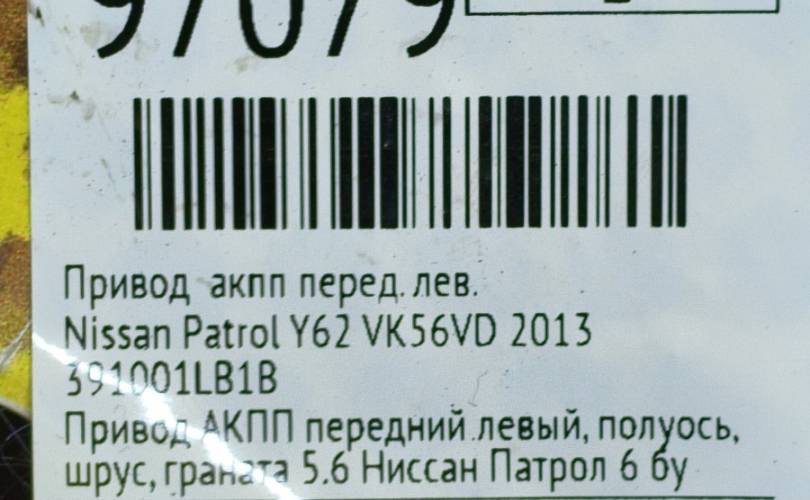 97079
Привод акпп перед. лев.
Nissan Patrol Y62 VK56VD 2013
391001LB1B
Привод АКПП передний левый, полуось,
шрус, граната 5.6 Ниссан Патрол 6 бу